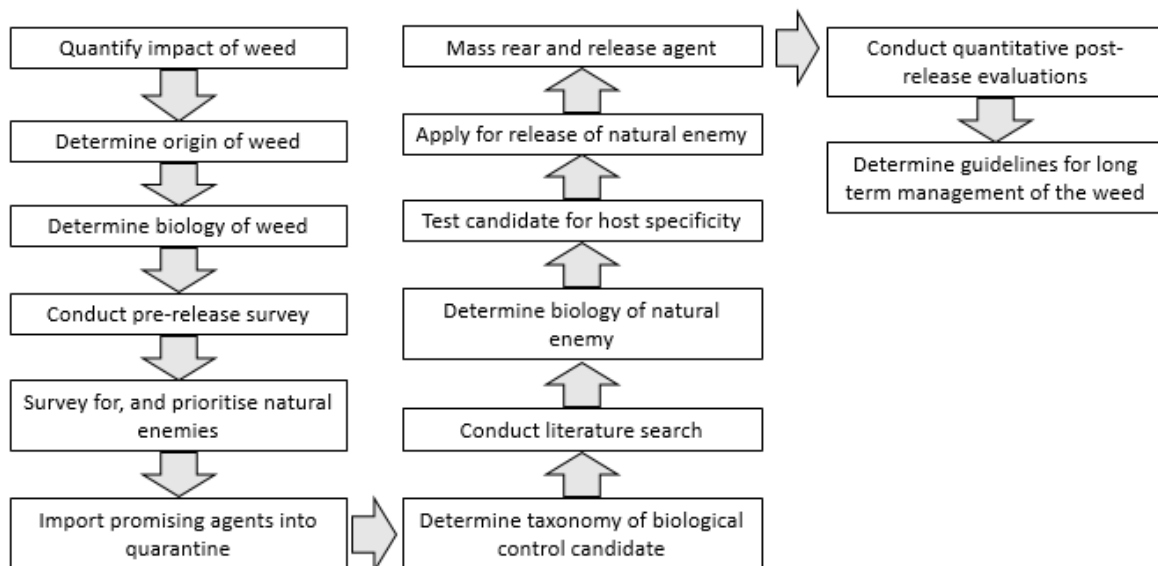 Quantify impact of weed
Determine origin of weed
Determine biology of weed
Conduct pre-release survey
Survey for, and prioritise natural
enemies
Import promising agents into
quarantine
Determine taxonomy of biological
control candidate
Conduct literature search
Determine biology of natural
enemy
Test candidate for host specificity
Apply for release of natural enemy
Mass rear and release agent
Conduct quantitative post-
release evaluations
Determine guidelines for long
term management of the weed